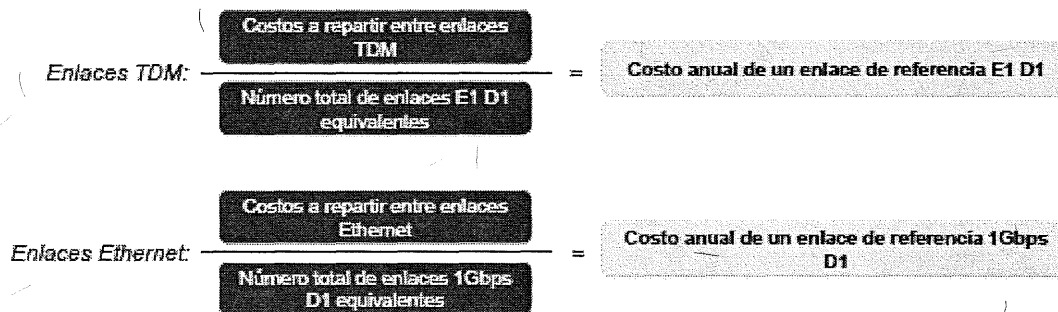 Costos a repartir entre enlaces
TDM
Enlaces TDM:
=
Costo anual de un enlace de referencia E1 D1
Número total de enlaces E1 D1
equivalentes
Costos a repartir entre enlaces
Ethernet
Enlaces Ethernet:
=
Costo anual de un enlace de referencia 1Gbps
D1
Número total de enlaces 1Gbps
D1 equivalentes